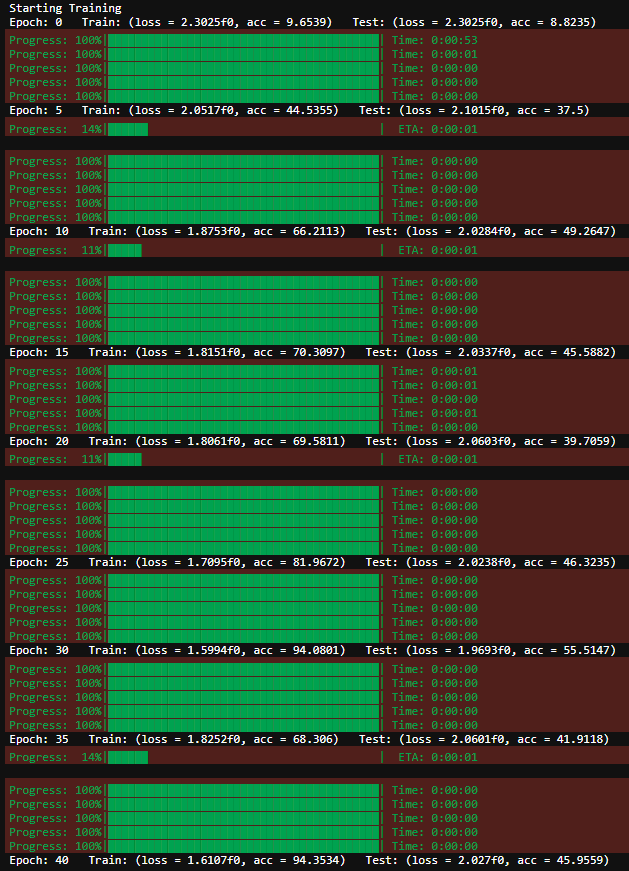 Starting Training
Epoch: 0   Train: (loss = 2.3025f0, acc = 9.6539)   Test: (loss = 2.3025f0, acc = 8.8235)
Progress: 100%| | Time: 0:00:53
Progress: 100%| | Time: 0:00:01
Progress: 100%| | Time: 0:00:00
Progress: 100%| | Time: 0:00:00
Progress: 100%| | Time: 0:00:00
Epoch: 5   Train: (loss = 2.0517f0, acc = 44.5355)   Test: (loss = 2.1015f0, acc = 37.5)
Progress:  14%| |  ETA: 0:00:01
Progress: 100%| | Time: 0:00:00
Progress: 100%| | Time: 0:00:00
Progress: 100%| | Time: 0:00:00
Progress: 100%| | Time: 0:00:00
Progress: 100%| | Time: 0:00:00
Epoch: 10   Train: (loss = 1.8753f0, acc = 66.2113)   Test: (loss = 2.0284f0, acc = 49.2647)
Progress:  11%| |  ETA: 0:00:01
Progress: 100%| | Time: 0:00:00
Progress: 100%| | Time: 0:00:00
Progress: 100%| | Time: 0:00:00
Progress: 100%| | Time: 0:00:00
Progress: 100%| | Time: 0:00:00
Epoch: 15   Train: (loss = 1.8151f0, acc = 70.3097)   Test: (loss = 2.0337f0, acc = 45.5882)
Progress: 100%| | Time: 0:00:01
Progress: 100%| | Time: 0:00:01
Progress: 100%| | Time: 0:00:00
Progress: 100%| | Time: 0:00:01
Progress: 100%| | Time: 0:00:00
Epoch: 20   Train: (loss = 1.8061f0, acc = 69.5811)   Test: (loss = 2.0603f0, acc = 39.7059)
Progress:  11%| |  ETA: 0:00:01
Progress: 100%| | Time: 0:00:00
Progress: 100%| | Time: 0:00:00
Progress: 100%| | Time: 0:00:00
Progress: 100%| | Time: 0:00:00
Progress: 100%| | Time: 0:00:00
Epoch: 25   Train: (loss = 1.7095f0, acc = 81.9672)   Test: (loss = 2.0238f0, acc = 46.3235)
Progress: 100%| | Time: 0:00:00
Progress: 100%| | Time: 0:00:00
Progress: 100%| | Time: 0:00:00
Progress: 100%| | Time: 0:00:00
Progress: 100%| | Time: 0:00:00
Epoch: 30   Train: (loss = 1.5994f0, acc = 94.0801)   Test: (loss = 1.9693f0, acc = 55.5147)
Progress: 100%| | Time: 0:00:00
Progress: 100%| | Time: 0:00:00
Progress: 100%| | Time: 0:00:00
Progress: 100%| | Time: 0:00:00
Progress: 100%| | Time: 0:00:00
Epoch: 35   Train: (loss = 1.8252f0, acc = 68.306)   Test: (loss = 2.0601f0, acc = 41.9118)
Progress:  14%| |  ETA: 0:00:01
Progress: 100%| | Time: 0:00:00
Progress: 100%| | Time: 0:00:00
Progress: 100%| | Time: 0:00:00
Progress: 100%| | Time: 0:00:00
Progress: 100%| | Time: 0:00:00
Epoch: 40   Train: (loss = 1.6107f0, acc = 94.3534)   Test: (loss = 2.027f0, acc = 45.9559)